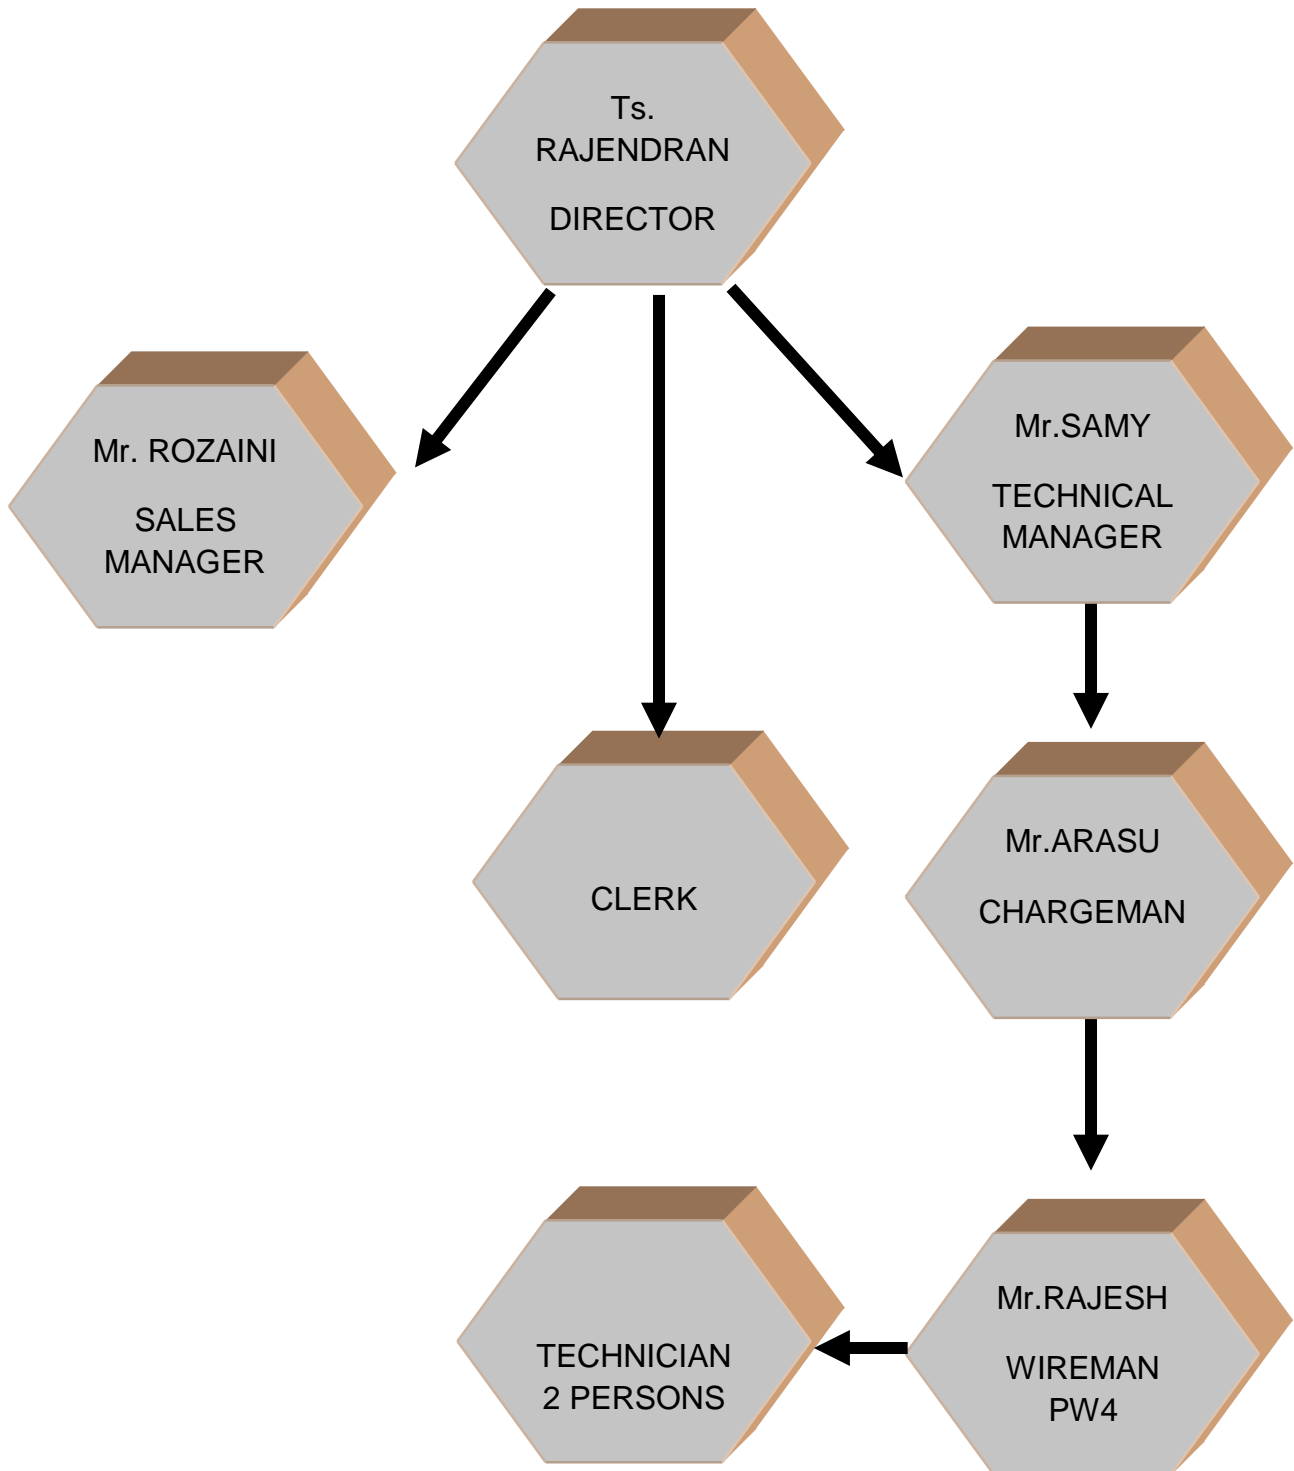 Ts.
RAJENDRAN
DIRECTOR
Mr. ROZAINI
SALES
MANAGER
Mr.SAMY
TECHNICAL
MANAGER
CLERK
Mr.ARASU
CHARGEMAN
TECHNICIAN
2 PERSONS
Mr.RAJESH
WIREMAN
PW4